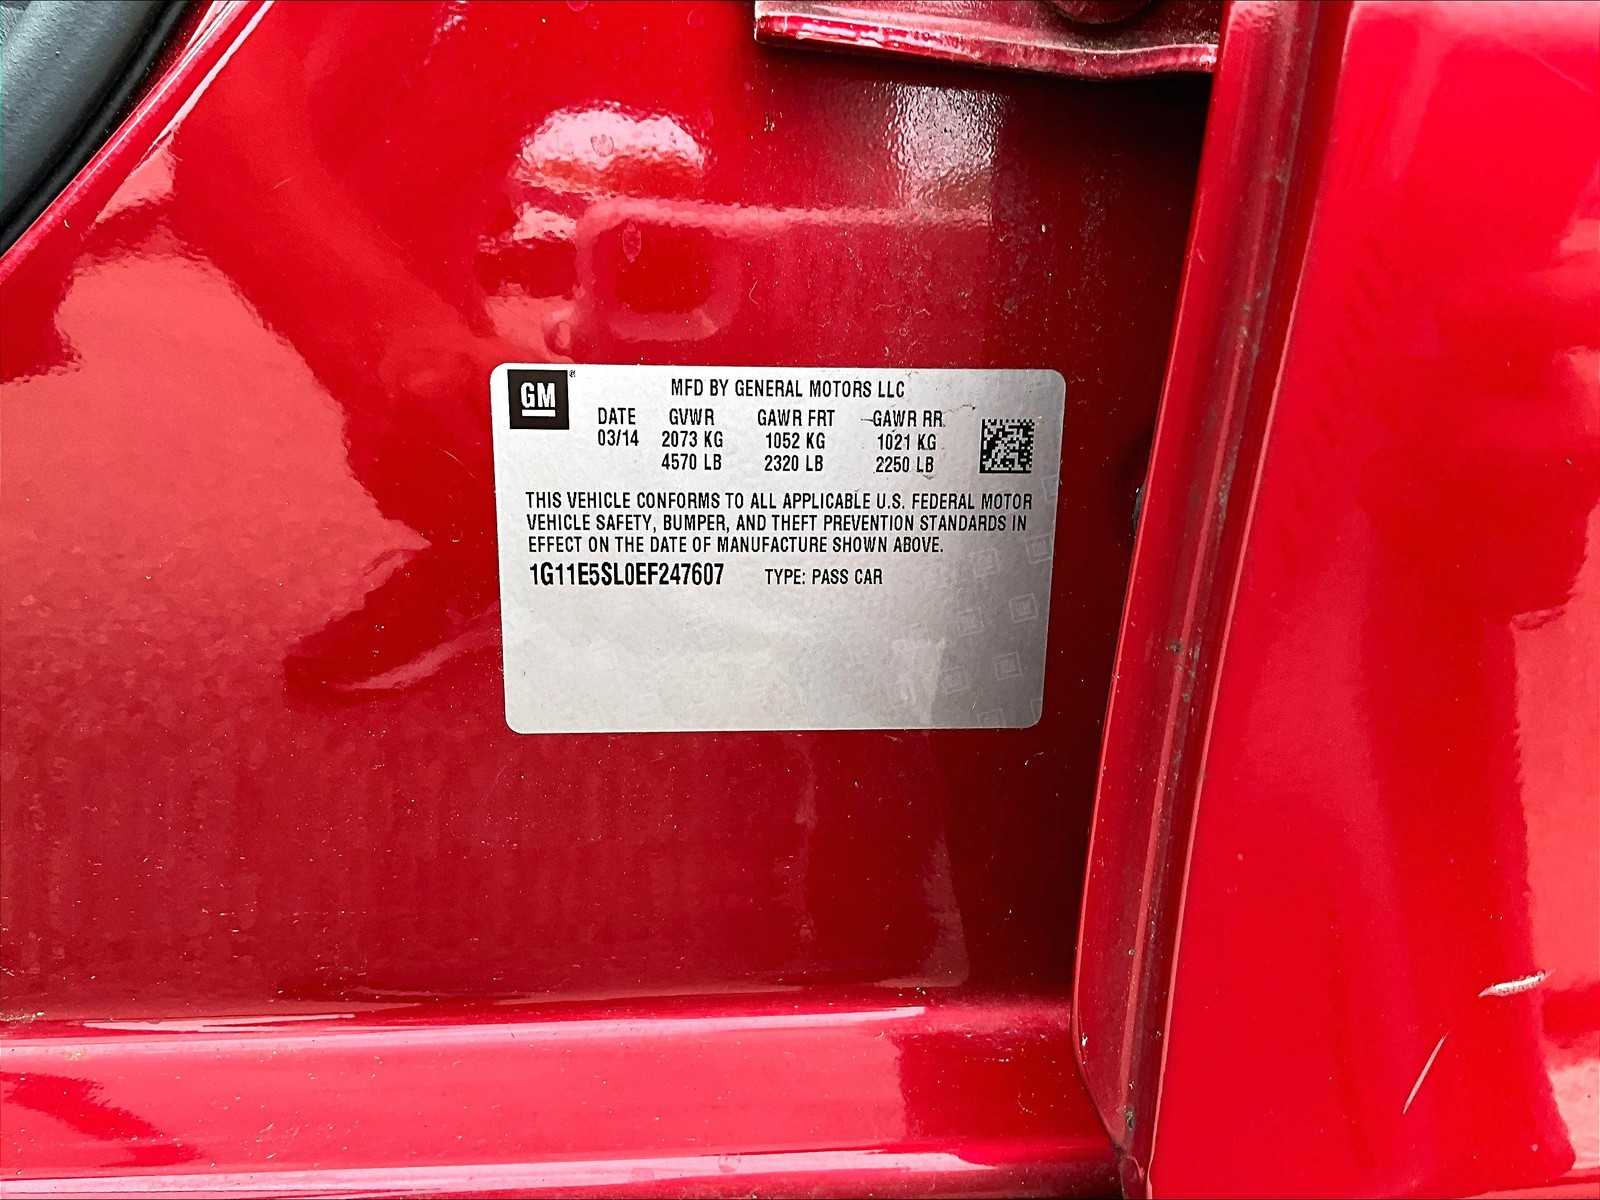 GM
MFD BY GENERAL MOTORS LLC
DATE GVWR GAWR FRT GAWR RR
03/14 2073 KG 1052 KG 1021 KG
4570 LB 2320 LB 2250 LB
THIS VEHICLE CONFORMS TO ALL APPLICABLE U.S. FEDERAL MOTOR
VEHICLE SAFETY, BUMPER, AND THEFT PREVENTION STANDARDS IN
EFFECT ON THE DATE OF MANUFACTURE SHOWN ABOVE.
1G11E5SL0EF247607 TYPE: PASS CAR